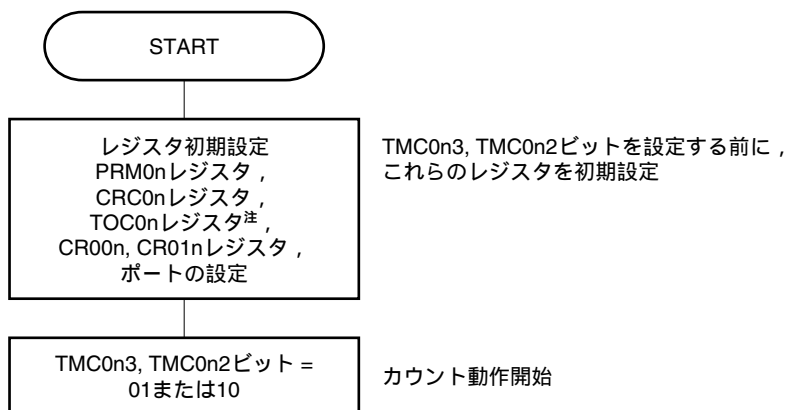 START
レジスタ初期設定
PRM0nレジスタ，
CRC0nレジスタ，
TOC0nレジスタ注，
CR00n, CR01nレジスタ，
ポートの設定
TMC0n3, TMC0n2ビットを設定する前に，
これらのレジスタを初期設定
TMC0n3, TMC0n2ビット =
01または10
カウント動作開始